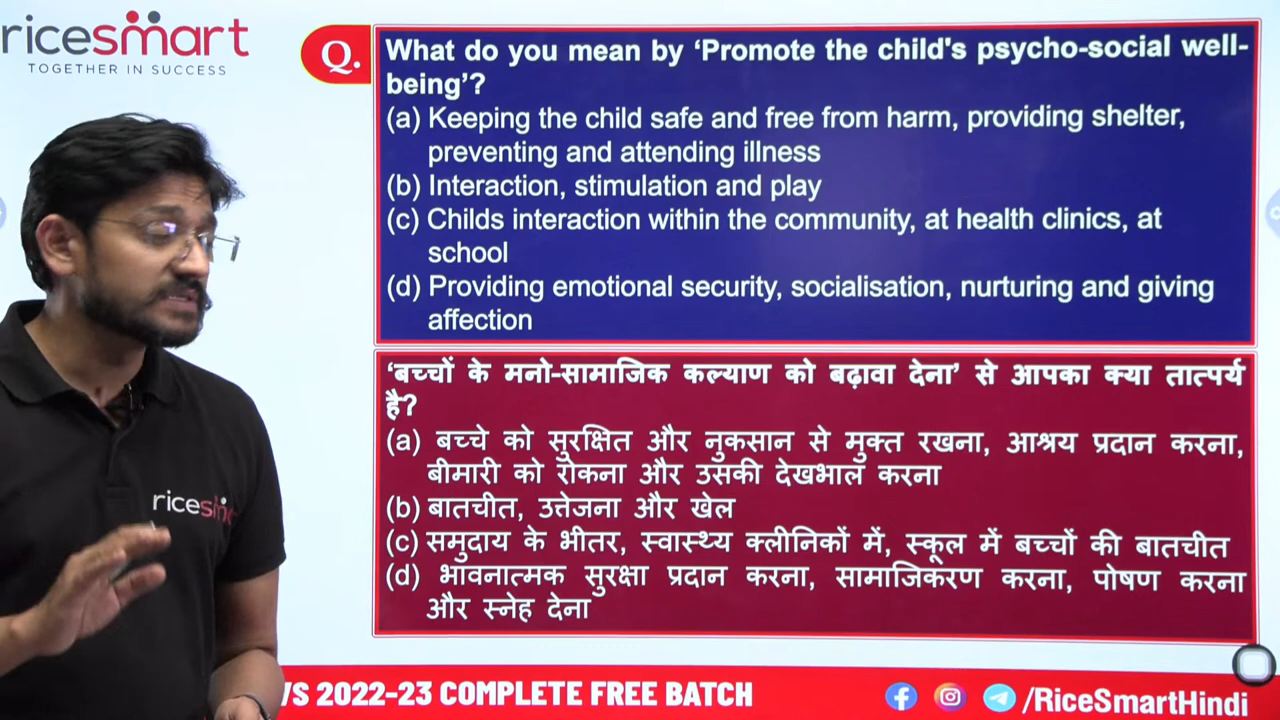 ricesmart
TOGETHER IN SUCCESS
Q.
What do you mean by ‘Promote the child's psycho-social well-
being’?
(a) Keeping the child safe and free from harm, providing shelter,
preventing and attending illness
(b) Interaction, stimulation and play
(c) Childs interaction within the community, at health clinics, at
school
(d) Providing emotional security, socialisation, nurturing and giving
affection
‘बच्चों के मनो-सामाजिक कल्याण को बढ़ावा देना’ से आपका क्या तात्पर्य
है?
(a) बच्चे को सुरक्षित और नुकसान से मुक्त रखना, आश्रय प्रदान करना,
बीमारी को रोकना और उसकी देखभाल करना
(b) बातचीत, उत्तेजना और खेल
(c) समुदाय के भीतर, स्वास्थ्य क्लीनिकों में, स्कूल में बच्चों की बातचीत
(d) भावनात्मक सुरक्षा प्रदान करना, सामाजिकरण करना, पोषण करना
और स्नेह देना
ricesmart
VS 2022-23 COMPLETE FREE BATCH
/RiceSmartHindi